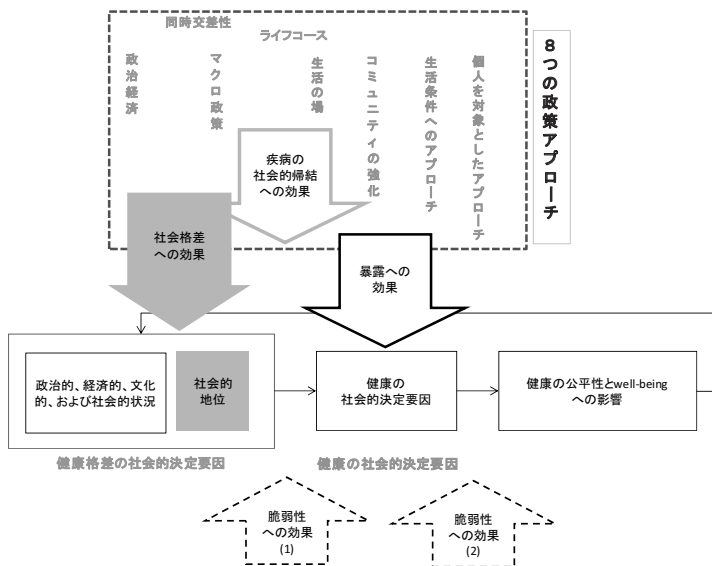 同時交差性
ライフコース
政治経済
マクロ政策
生活の場
コミュニティの強化
生活条件へのアプローチ
個人を対象としたアプローチ
8つの政策アプローチ
疾病の
社会的帰結
への効果
社会格差
への効果
暴露への
効果
政治的、経済的、文化
的、および社会的状況
社会的
地位
健康の
社会的決定要因
健康の公平性とwell-being
への影響
健康格差の社会的決定要因
健康の社会的決定要因
脆弱性
への効果
(1)
脆弱性
への効果
(2)